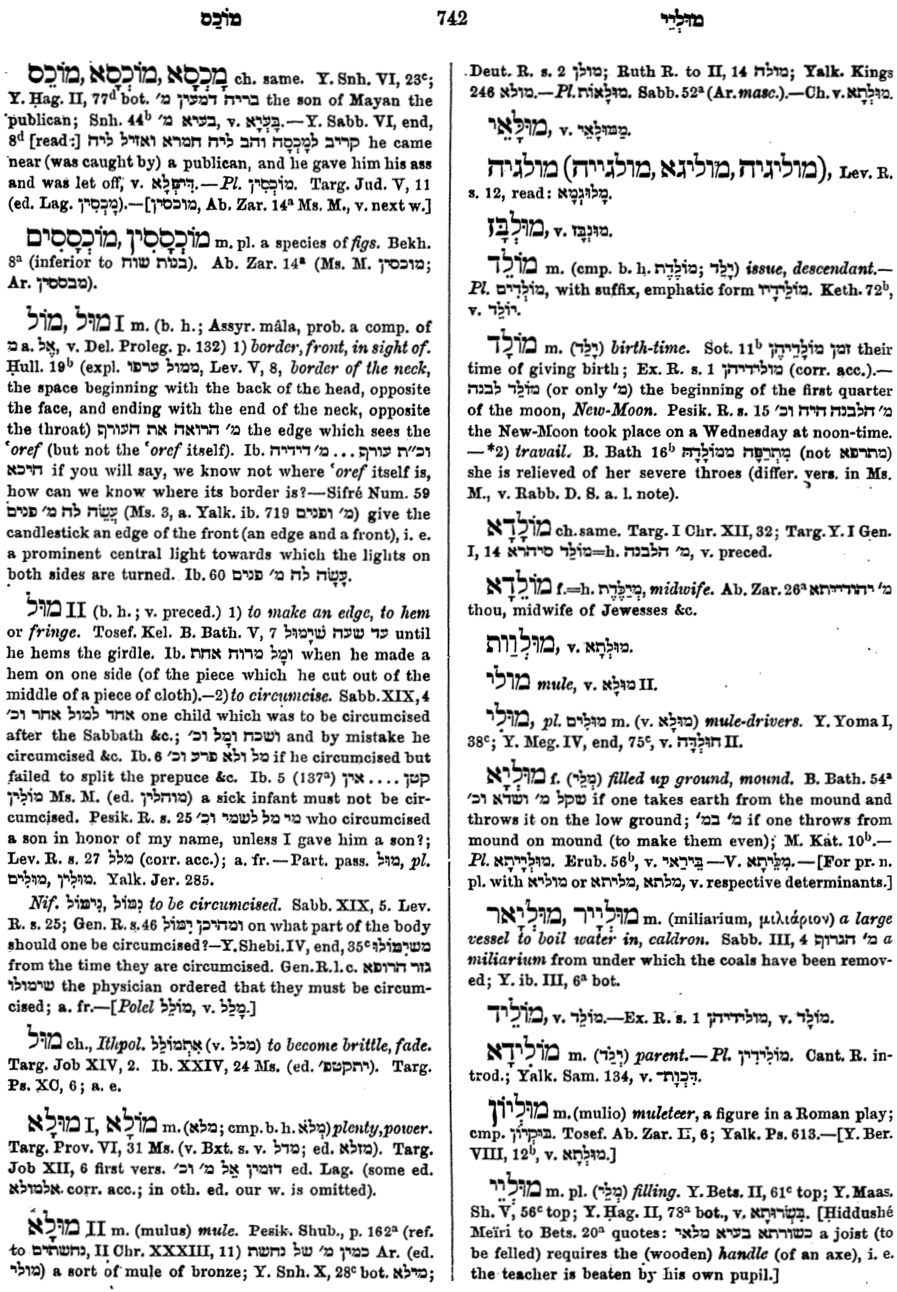 מוֹכַס
742
מוּלְיֵי
מָכְסָא, מוֹכְסָא, מוֹכֵס ch. same. Y. Snh. VI, 23ᶜ;
Y. Ḥag. II, 77ᵈ bot. בריה דמעין מ׳ the son of Mayan the
publican; Snh. 44ᵇ בעיא מ׳, v. בַּעְיָא.—Y. Sabb. VI, end,
8ᵈ [read:] קריב לְמָכְסָה והב ליה חמרא ואזיל ליה he came
near (was caught by) a publican, and he gave him his ass
and was let off; v. —Pl. מוֹכְסִין. Targ. Jud. V, 11
(ed. Lag. מָכְסִין).—[מוכסין, Ab. Zar. 14ᵃ Ms. M., v. next w.]
מוֹכְסָסִין, מוֹכְסָסִים m. pl. a species of figs. Bekh.
8ᵃ (inferior to בנות שוח). Ab. Zar. 14ᵃ (Ms. M. מוכסין;
Ar. מבססין).
מוּל, מוֹל I m. (b. h.; Assyr. mâla, prob. a comp. of
מ a. אֶל, v. Del. Proleg. p. 132) 1) border, front, in sight of.
Ḥull. 19ᵇ (expl. ממול ערפו, Lev. V, 8, border of the neck,
the space beginning with the back of the head, opposite
the face, and ending with the end of the neck, opposite
the throat) מ׳ הרואה את העורף the edge which sees the
ʿoref (but not the ʿoref itself). Ib. וכ״ת עורף ... מ׳ דידיה
היכא if you will say, we know not where ʿoref itself is,
how can we know where its border is?—Sifré Num. 59
עֲשֵׂה לה מ׳ פנים (Ms. 3, a. Yalk. ib. 719 מ׳ ופנים) give the
candlestick an edge of the front (an edge and a front), i. e.
a prominent central light towards which the lights on
both sides are turned. Ib. 60 עָשָׂה לה מ׳ פנים.
מוּל II (b. h.; v. preced.) 1) to make an edge, to hem
or fringe. Tosef. Kel. B. Bath. V, 7 עד שעה שֶׁיָּמוּל until
he hems the girdle. Ib. ומָל מרוח אחת when he made a
hem on one side (of the piece which he cut out of the
middle of a piece of cloth).—2) to circumcise. Sabb. XIX, 4
אחד למול אחר וכ׳ one child which was to be circumcised
after the Sabbath &c.; ושכח ומָל וכ׳ and by mistake he
circumcised &c. Ib. 6 מל ולא פרע וכ׳ if he circumcised but
failed to split the prepuce &c. Ib. 5 (137ᵃ) קטן .... אין
מוֹלִין Ms. M. (ed. מוהלין) a sick infant must not be cir-
cumcised. Pesik. R. s. 25 מי מל לשמי וכ׳ who circumcised
a son in honor of my name, unless I gave him a son?;
Lev. R. s. 27 מלל (corr. acc.); a. fr.—Part. pass. מוּל, pl.
מוּלִין, מוּלִים. Yalk. Jer. 285.
Nif. נִמּוֹל, נִימּוֹל to be circumcised. Sabb. XIX, 5. Lev.
R. s. 25; Gen. R. s. 46 ומהיכן יִמּוֹל on what part of the body
should one be circumcised?—Y. Shebi. IV, end, 35ᶜ משנִימּוֹלוּ
from the time they are circumcised. Gen. R. l. c. גזר הרופא
שימולו the physician ordered that they must be circum-
cised; a. fr.—[Polel מוֹלֵל, v. מָלַל.]
מוּל ch., Ithpol. אִתְמוֹלֵל (v. מלל) to become brittle, fade.
Targ. Job XIV, 2. Ib. XXIV, 24 Ms. (ed. יתקטפ׳). Targ.
Ps. XC, 6; a. e.
מוּלָא I, מוֹלָא m. (מלא; cmp. b. h. מְלֹא) plenty, power.
Targ. Prov. VI, 31 Ms. (v. Bxt. s. v. מדל; ed. מזלא). Targ.
Job XII, 6 first vers. דזמין אֶל מ׳ וכ׳ ed. Lag. (some ed.
אלמולא corr. acc.; in oth. ed. our w. is omitted).
מוּלָא II m. (mulus) mule. Pesik. Shub., p. 162ᵃ (ref.
to נחשתים, II Chr. XXXIII, 11) כמין מ׳ של נחשת Ar. (ed.
מולי) a sort of mule of bronze; Y. Snh. X, 28ᶜ bot. מילא;
Deut. R. s. 2 מולן; Ruth R. to II, 14 מולה; Yalk. Kings
246 מולא.—Pl. מוּלָאוֹת. Sabb. 52ᵃ (Ar. masc.).—Ch. v. מוּלְתָא.
מוּלָּאֵי, v. מַמּוּלָאֵי.
מולגיה (מולגייה, מוליגא, מוליגיה), Lev. R.
s. 12, read: מְלוּגְמָא.
מוּלְבָּז, v. מוּנְבָּז.
מוֹלֵד m. (cmp. b. h. מוֹלֶדֶת; יָלַד) issue, descendant.—
Pl. מוֹלְדִים, with suffix, emphatic form מוֹלֵידָיו. Keth. 72ᵇ,
v. יוֹלֵד.
מוֹלָד m. (יָלַד) birth-time. Sot. 11ᵇ זמן מוֹלָדֵיהֶן their
time of giving birth; Ex. R. s. 1 מולידיהן (corr. acc.).—
מוֹלַד לבנה (or only מ׳) the beginning of the first quarter
of the moon, New-Moon. Pesik. R. s. 15 מ׳ הלבנה היה וכ׳
the New-Moon took place on a Wednesday at noon-time.
—*2) travail. B. Bath 16ᵇ מִתְרַפָּה ממוֹלָדָהּ (not מתרפא)
she is relieved of her severe throes (differ. vers. in Ms.
M., v. Rabb. D. S. a. l. note).
מוֹלָדָא ch. same. Targ. I Chr. XII, 32; Targ. Y. I Gen.
I, 14 מוֹלַד סיהרא=h. מ׳ הלבנה, v. preced.
מוֹלֵדָא f.=h. מְיַלֶּדֶת, midwife. Ab. Zar. 26ᵃ מ׳ יהודייתא
thou, midwife of Jewesses &c.
מוּלְוָות, v. מוּלְתָא.
מולי mule, v. מוּלָא II.
מוּלִי, pl. מוּלִים m. (v. מוּלָא) mule-drivers. Y. Yoma I,
38ᶜ; Y. Meg. IV, end, 75ᶜ, v. חוּלְדָּה II.
מוּלְיָא f. (מְלֵי) filled up ground, mound. B. Bath. 54ᵃ
שקל מ׳ ושדא וכ׳ if one takes earth from the mound and
throws it on the low ground; מ׳ במ׳ if one throws from
mound on mound (to make them even); M. Kat. 10ᵇ.—
Pl. מוּלְיָיתָא. Erub. 56ᵇ, v. בֵּירָאֵי—V. מְלֵּיתָא.—[For pr. n.
pl. with מוליא or מלתא, מלית, מליתא, v. respective determinants.]
מוּלְיָיר, מוּלְיָאר m. (miliarium, μιλιάριον) a large
vessel to boil water in, caldron. Sabb. III, 4 מ׳ הגרוף a
miliarium from under which the coals have been remov-
ed; Y. ib. III, 6ᵃ bot.
מוֹלֵיד, v. מוֹלֵד.—Ex. R. s. 1 מולידיהן, v. מוֹלָד.
מוֹלִידָא m. (יְלֵד) parent.—Pl. מוֹלִידִין. Cant. R. in-
trod.; Yalk. Sam. 134, v. דִּכְוָות־.
מוּלְיוֹן m. (mulio) muleteer, a figure in a Roman play;
cmp. בּוּקְיוֹן. Tosef. Ab. Zar. II, 6; Yalk. Ps. 613.—[Y. Ber.
VIII, 12ᵇ, v. מוּלְתָא.]
מוּלְיֵי m. pl. (מְלֵי) filling. Y. Bets. II, 61ᶜ top; Y. Maas.
Sh. V, 56ᶜ top; Y. Ḥag. II, 78ᵃ bot., v. כְּשׁוּרְתָא. [Ḥiddushé
Meïri to Bets. 20ᵃ quotes: כשורתא בעיא מלאי a joist (to
be felled) requires the (wooden) handle (of an axe), i. e.
the teacher is beaten by his own pupil.]